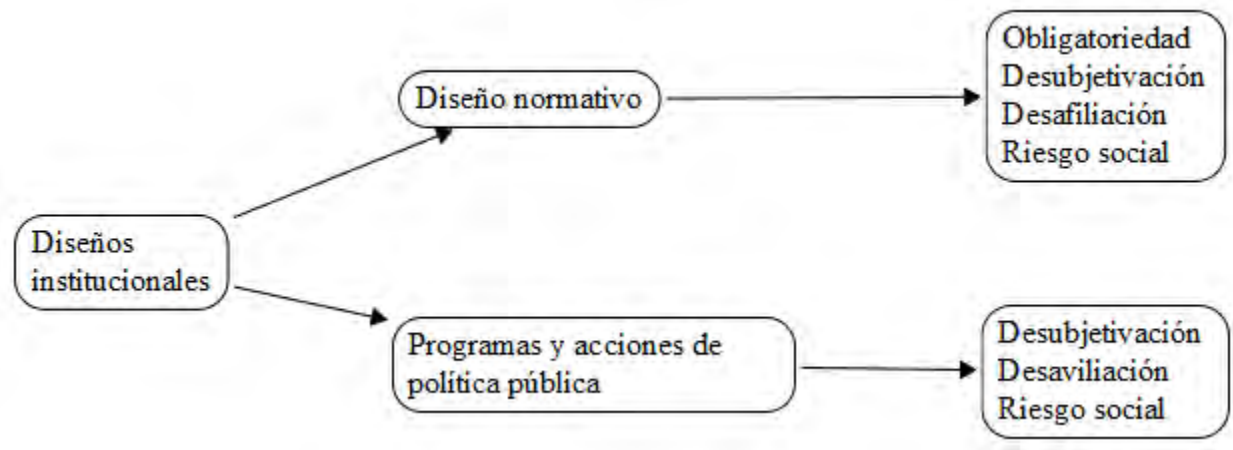 Diseños
institucionales
Diseño normativo
Obligatoriedad
Desubjetivación
Desafiliación
Riesgo social
Programas y acciones de
política pública
Desubjetivación
Desaviliación
Riesgo social